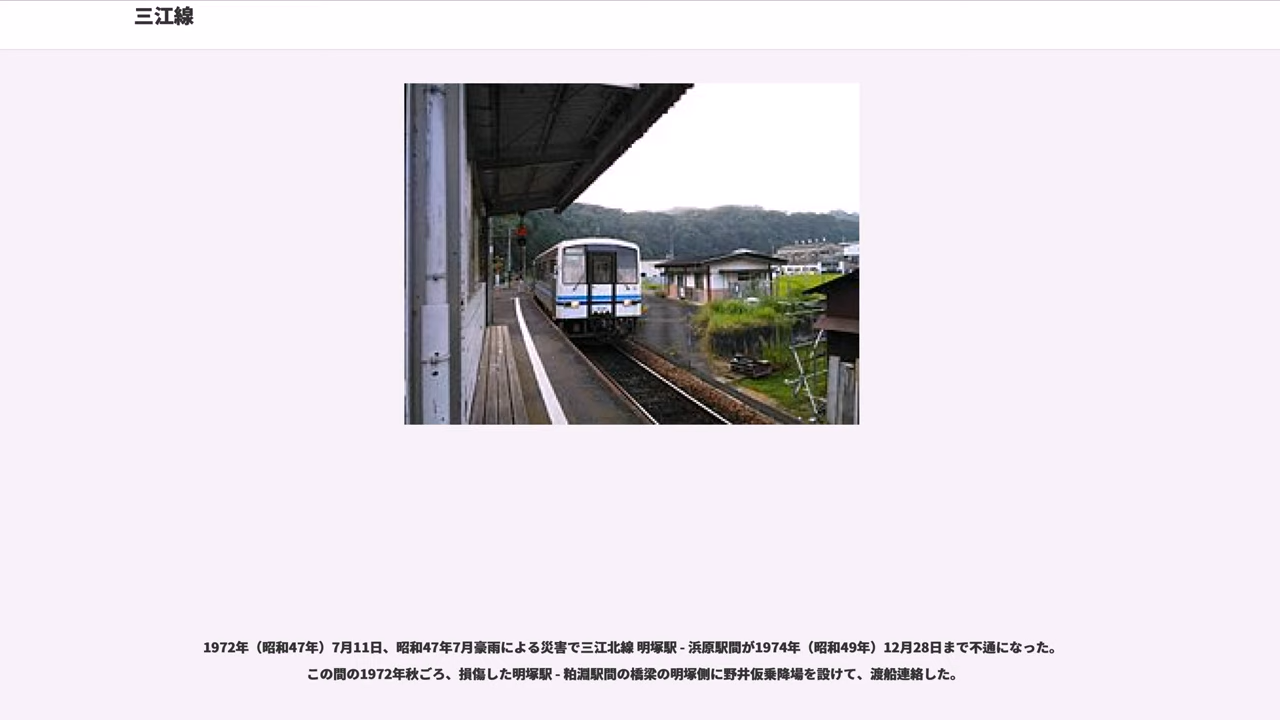 三江線
1972年（昭和47年）7月11日、昭和47年7月豪雨による災害で三江北線 明塚駅 - 浜原駅間が1974年（昭和49年）12月28日まで不通になった。
この間の1972年秋ごろ、損傷した明塚駅 - 粕淵駅間の橋梁の明塚側に野井仮乗降場を設けて、渡船連絡した。